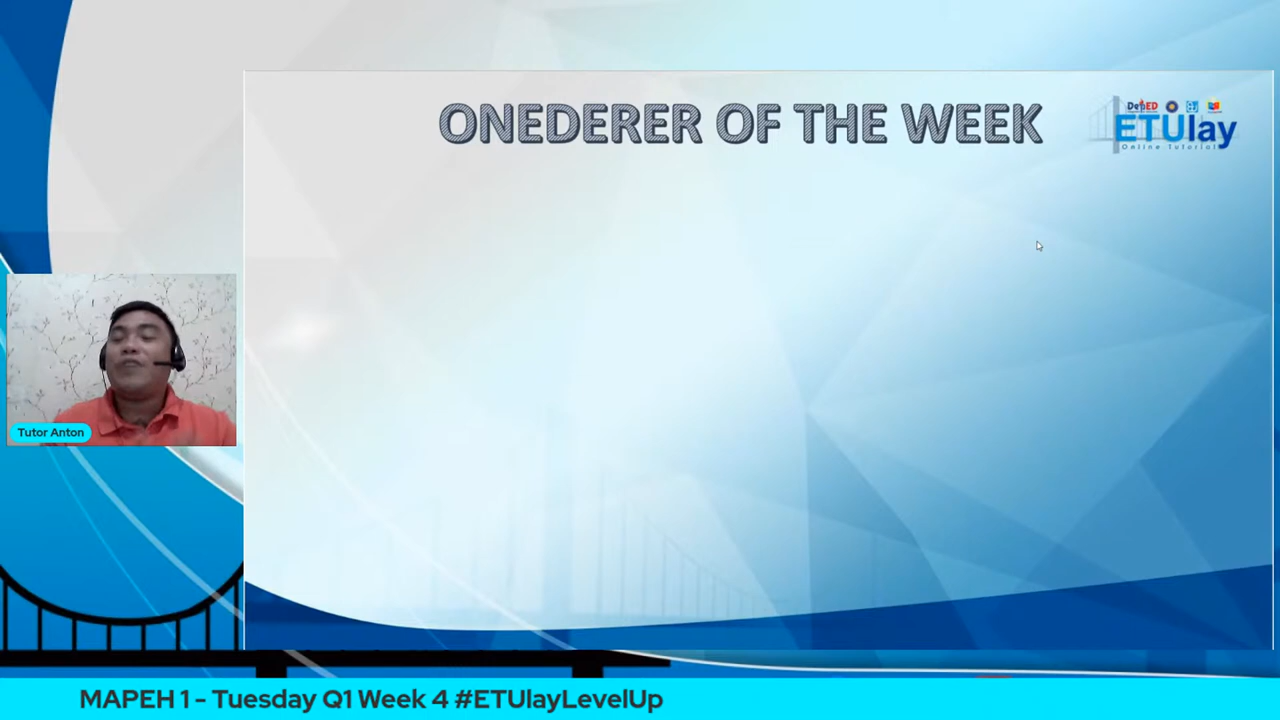 ONEDERER OF THE WEEK
DepED
ETUlay
Online Tutorial
Tutor Anton
MAPEH 1 - Tuesday Q1 Week 4 #ETUlayLevelUp